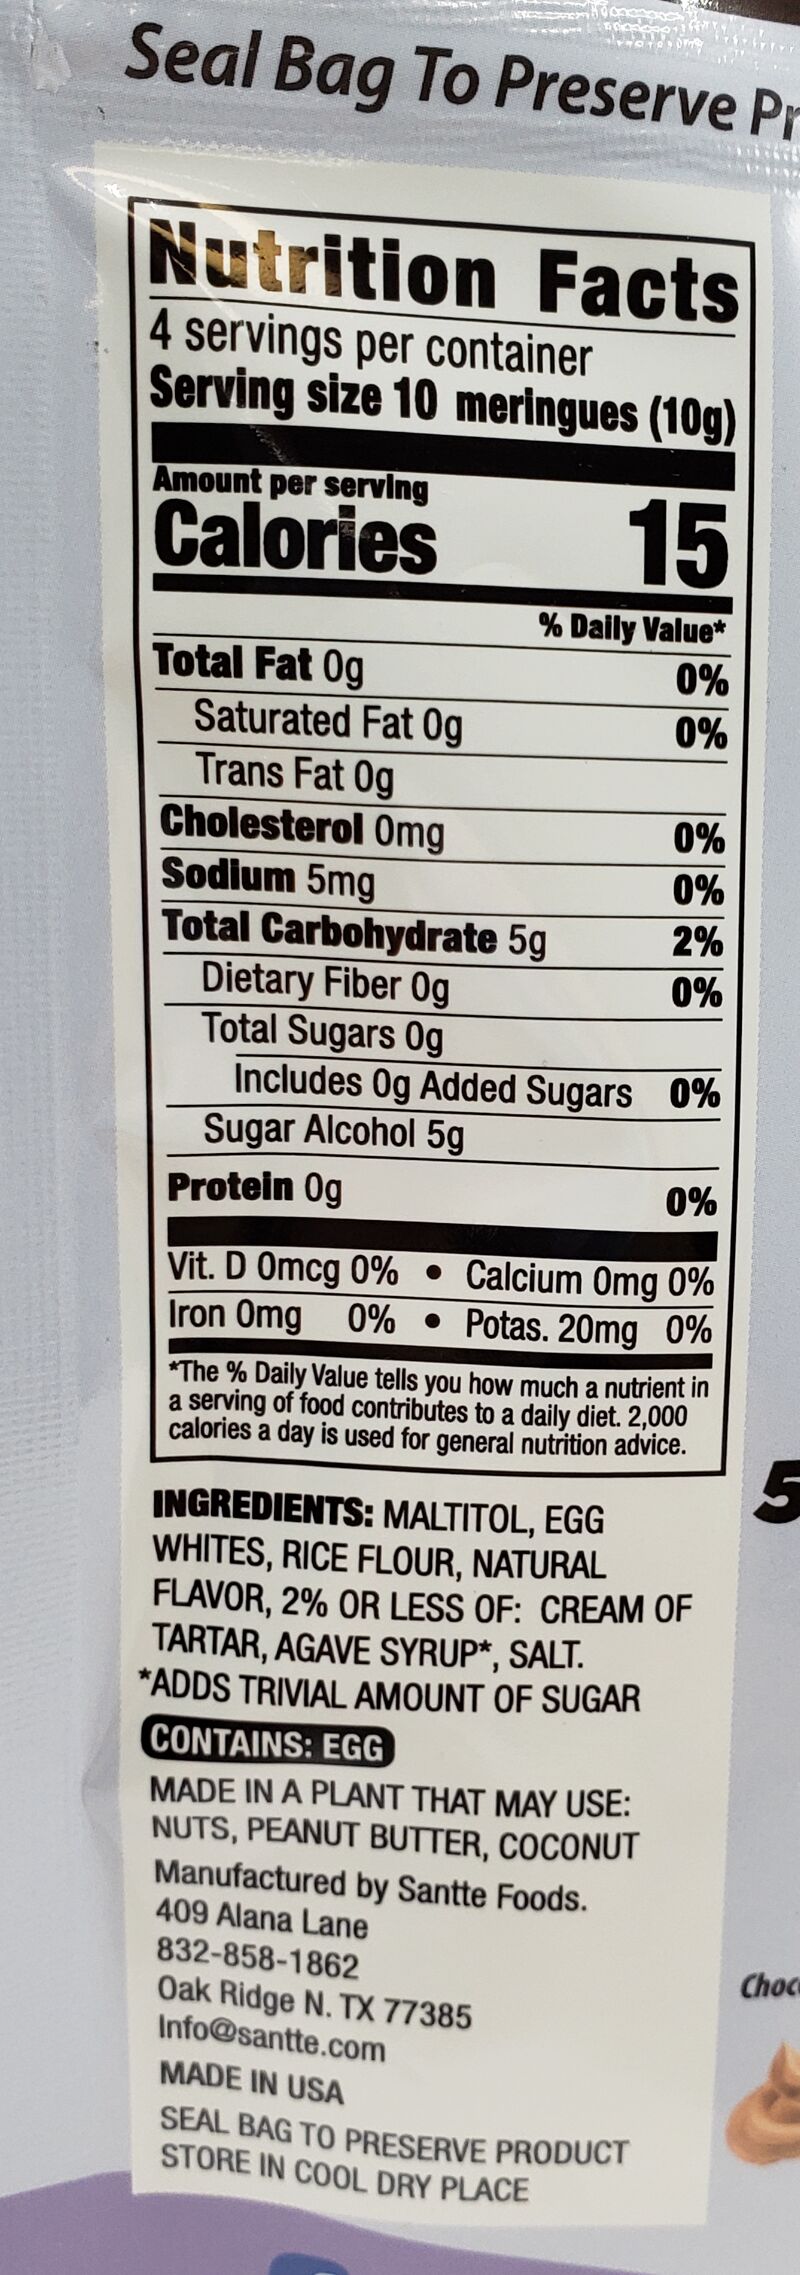 Seal Bag To Preserve
Nutrition Facts
4 servings per container
Serving size 10 meringues (10g)
Amount per serving
Calories 15
% Daily Value*
Total Fat 0g 0%
Saturated Fat 0g 0%
Trans Fat 0g
Cholesterol 0mg 0%
Sodium 5mg 0%
Total Carbohydrate 5g 2%
Dietary Fiber 0g 0%
Total Sugars 0g
Includes 0g Added Sugars 0%
Sugar Alcohol 5g
Protein 0g 0%
Vit. D 0mcg 0% • Calcium 0mg 0%
Iron 0mg 0% • Potas. 20mg 0%
*The % Daily Value tells you how much a nutrient in
a serving of food contributes to a daily diet. 2,000
calories a day is used for general nutrition advice.
5
INGREDIENTS: MALTITOL, EGG
WHITES, RICE FLOUR, NATURAL
FLAVOR, 2% OR LESS OF: CREAM OF
TARTAR, AGAVE SYRUP*, SALT.
*ADDS TRIVIAL AMOUNT OF SUGAR
CONTAINS: EGG
MADE IN A PLANT THAT MAY USE:
NUTS, PEANUT BUTTER, COCONUT
Manufactured by Santte Foods.
409 Alana Lane
832-858-1862
Oak Ridge N. TX 77385
Info@santte.com
MADE IN USA
SEAL BAG TO PRESERVE PRODUCT
STORE IN COOL DRY PLACE